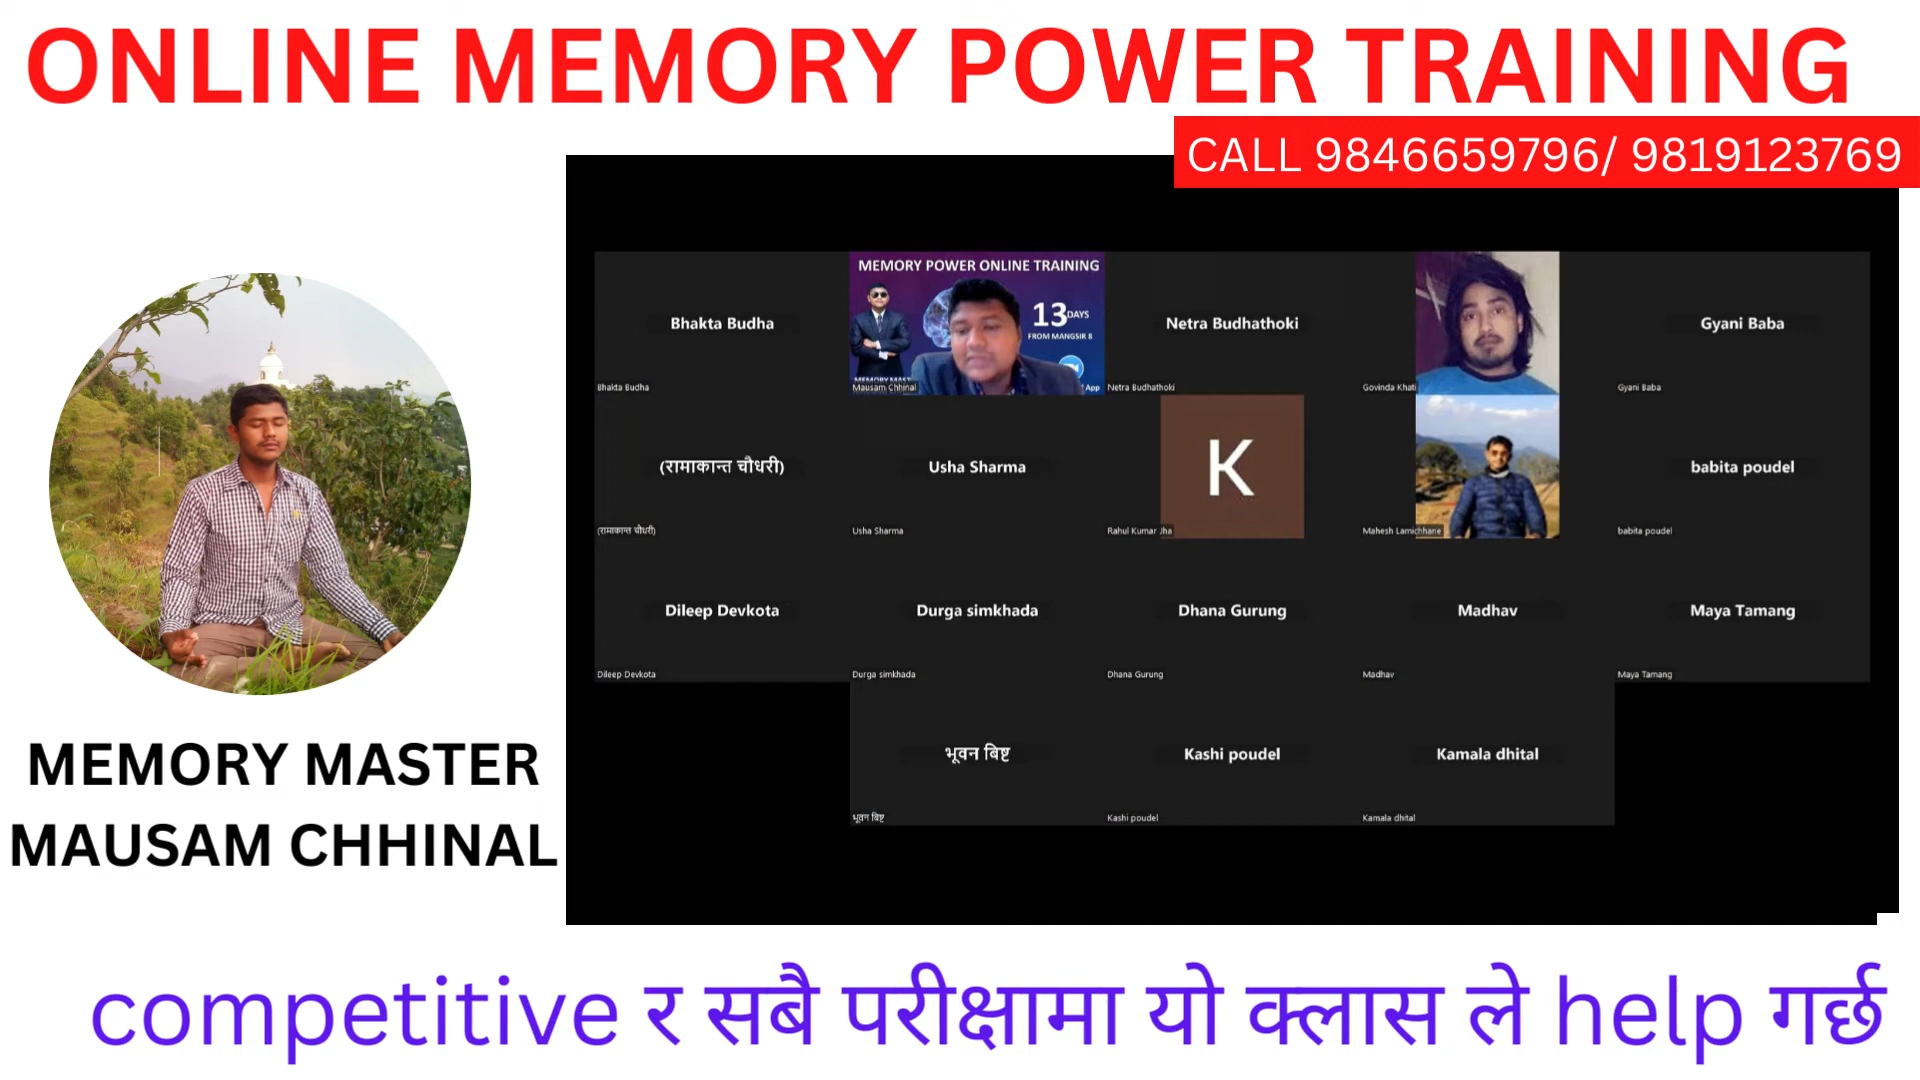 ONLINE MEMORY POWER TRAINING
CALL 9846659796/ 9819123769
MEMORY POWER ONLINE TRAINING
13 DAYS
FROM MANGSIR 8
App
Mausam Chhinal
Bhakta Budha
Bhakta Budha
Netra Budhathoki
Netra Budhathoki
Govinda Khati
Gyani Baba
Gyani Baba
(रामाकान्त चौधरी)
(रामाकान्त चौधरी)
Usha Sharma
Usha Sharma
K
Rahul Kumar Jha
Mahesh Lamichhane
babita poudel
babita poudel
Dileep Devkota
Dileep Devkota
Durga simkhada
Durga simkhada
Dhana Gurung
Dhana Gurung
Madhav
Madhav
Maya Tamang
Maya Tamang
भूवन बिष्ट
भूवन बिष्ट
Kashi poudel
Kashi poudel
Kamala dhital
Kamala dhital
MEMORY MASTER
MAUSAM CHHINAL
competitive र सबै परीक्षामा यो क्लास ले help गर्छ